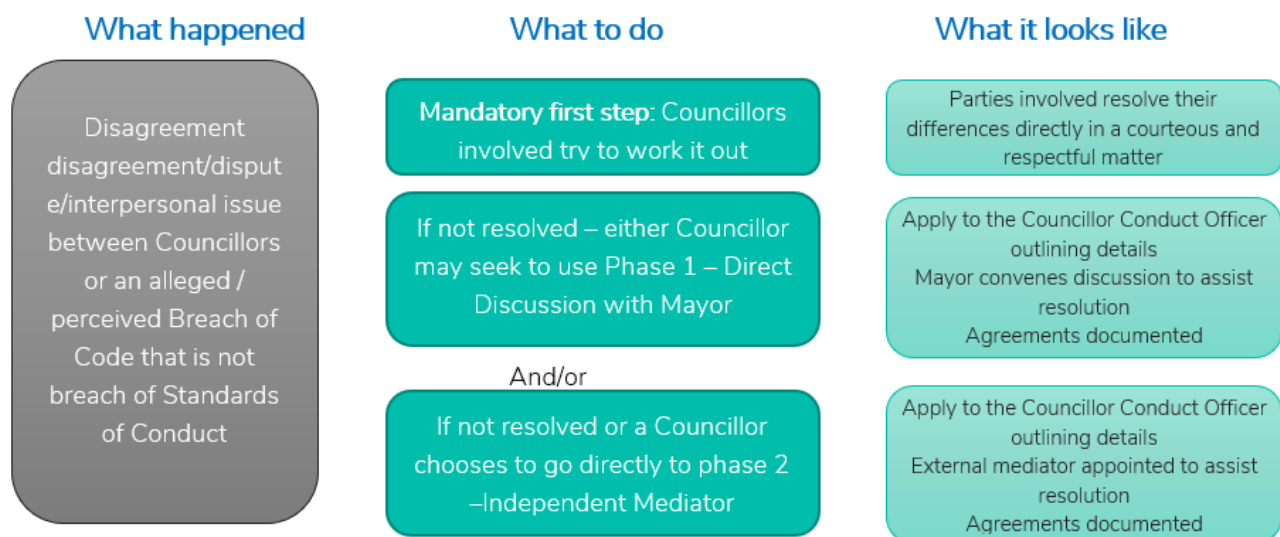 What happened
What to do
What it looks like
Disagreement
disagreement/disput
e/interpersonal issue
between Councillors
or an alleged /
perceived Breach of
Code that is not
breach of Standards
of Conduct
Mandatory first step: Councillors
involved try to work it out
If not resolved – either Councillor
may seek to use Phase 1 – Direct
Discussion with Mayor
And/or
If not resolved or a Councillor
chooses to go directly to phase 2
–Independent Mediator
Parties involved resolve their
differences directly in a courteous and
respectful matter
Apply to the Councillor Conduct Officer
outlining details
Mayor convenes discussion to assist
resolution
Agreements documented
Apply to the Councillor Conduct Officer
outlining details
External mediator appointed to assist
resolution
Agreements documented